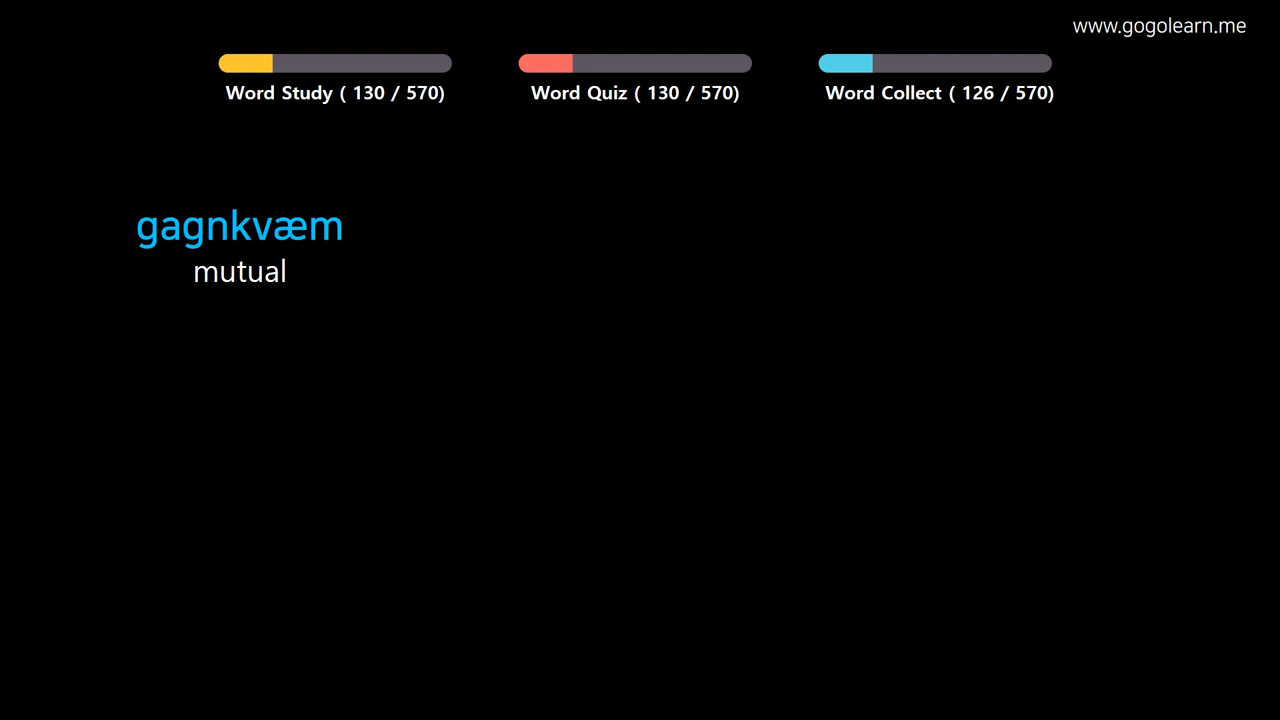 www.gogolearn.me
Word Study ( 130 / 570)
Word Quiz ( 130 / 570)
Word Collect ( 126 / 570)
gagnkvæm
mutual